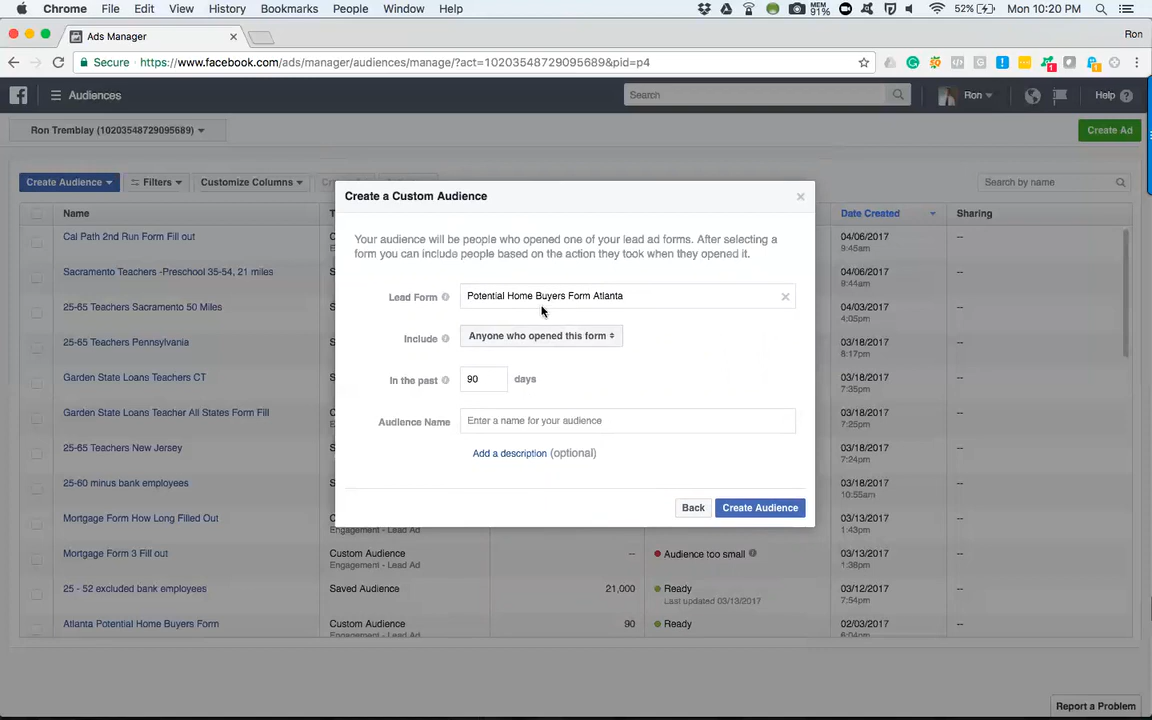 Chrome File Edit View History Bookmarks People Window Help MEM 91% 52% Mon 10:20 PM
Ads Manager Ron
Secure https://www.facebook.com/ads/manager/audiences/manage/?act=10203548729095689&pid=p4
Audiences Search Ron Help
Ron Tremblay (10203548729095689) Create Ad
Create Audience Filters Customize Columns Search by name
Name Date Created Sharing
Create a Custom Audience
Your audience will be people who opened one of your lead ad forms. After selecting a
form you can include people based on the action they took when they opened it.
Lead Form Potential Home Buyers Form Atlanta
Include Anyone who opened this form
In the past 90 days
Audience Name Enter a name for your audience
Add a description (optional)
Back Create Audience
Cal Path 2nd Run Form Fill out 04/06/2017 --
9:45am
Sacramento Teachers -Preschool 35-54, 21 miles 04/06/2017 --
8:44am
25-65 Teachers Sacramento 50 Miles 04/03/2017 --
4:05pm
25-65 Teachers Pennsylvania 03/18/2017 --
8:17pm
Garden State Loans Teachers CT 03/18/2017 --
7:35pm
Garden State Loans Teacher All States Form Fill 03/18/2017 --
7:25pm
25-65 Teachers New Jersey 03/18/2017 --
7:24pm
25-60 minus bank employees 03/18/2017 --
10:55am
Mortgage Form How Long Filled Out 03/13/2017 --
Engagement - Lead Ad 1:43pm
Mortgage Form 3 Fill out Custom Audience -- Audience too small 03/13/2017 --
Engagement - Lead Ad 1:36pm
25 - 52 excluded bank employees Saved Audience 21,000 Ready 03/12/2017 --
Last updated 03/13/2017 7:54pm
Atlanta Potential Home Buyers Form Custom Audience 90 Ready 02/03/2017 --
Engagement - Lead Ad 6:04pm
Report a Problem